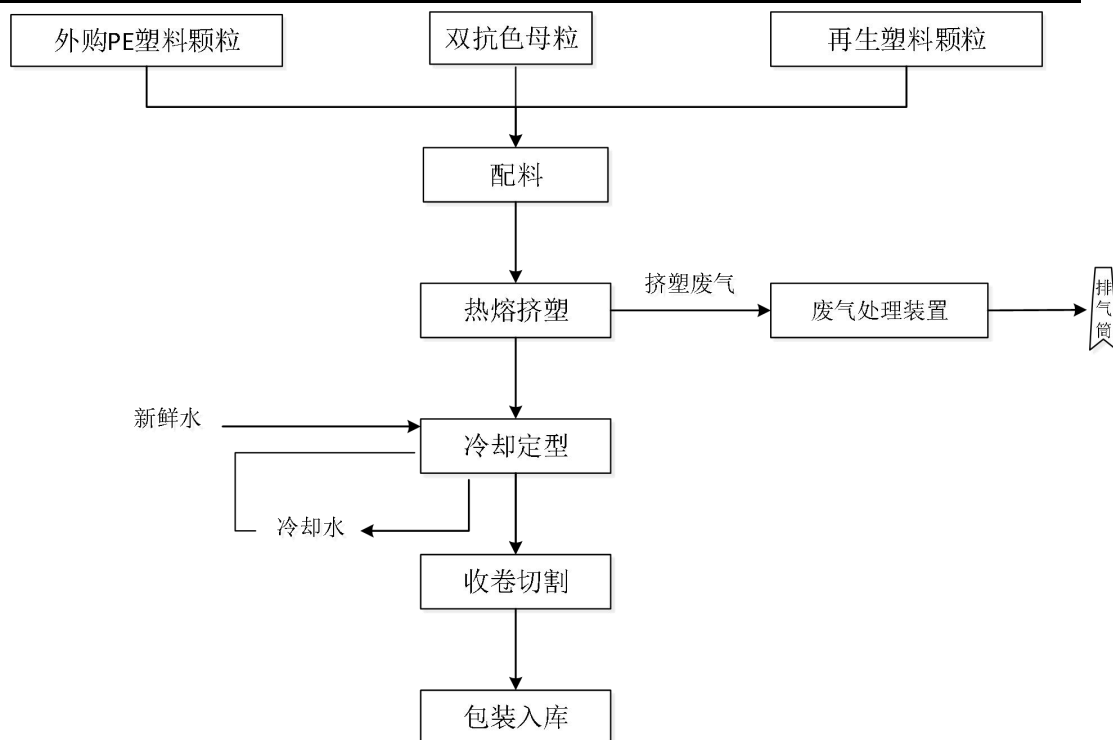 外购PE塑料颗粒
双抗色母粒
再生塑料颗粒
配料
热熔挤塑
挤塑废气
废气处理装置
排气筒
新鲜水
冷却定型
冷却水
收卷切割
包装入库